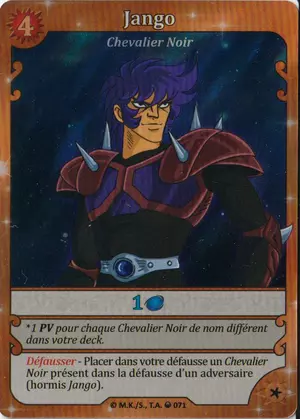 Jango
4
Chevalier Noir
1
*1 PV pour chaque Chevalier Noir de nom différent
dans votre deck.
Défausser - Placer dans votre défausse un Chevalier
Noir présent dans la défausse d'un adversaire
(hormis Jango).
*
© M.K./S., T.A. 071